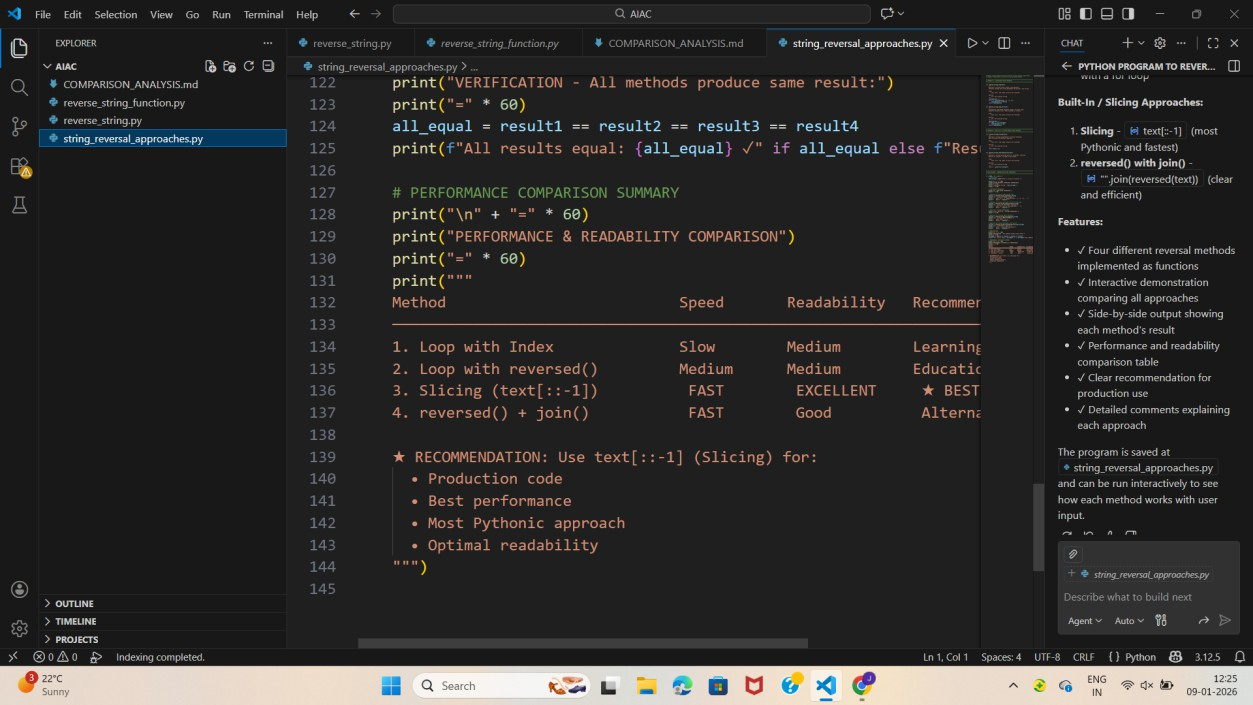 File Edit Selection View Go Run Terminal Help
AIAC
EXPLORER
AIAC
COMPARISON_ANALYSIS.md
reverse_string_function.py
reverse_string.py
string_reversal_approaches.py
OUTLINE
TIMELINE
PROJECTS
reverse_string.py
reverse_string_function.py
COMPARISON_ANALYSIS.md
string_reversal_approaches.py
string_reversal_approaches.py > ...
122 print("VERIFICATION - All methods produce same result:")
123 print("=" * 60)
124 all_equal = result1 == result2 == result3 == result4
125 print(f"All results equal: {all_equal} ✓" if all_equal else f"Res
126
127 # PERFORMANCE COMPARISON SUMMARY
128 print("\n" + "=" * 60)
129 print("PERFORMANCE & READABILITY COMPARISON")
130 print("=" * 60)
131 print("""
132 Method Speed Readability Recommen
133
134 1. Loop with Index Slow Medium Learning
135 2. Loop with reversed() Medium Medium Educatio
136 3. Slicing (text[::-1]) FAST EXCELLENT ★ BEST
137 4. reversed() + join() FAST Good Alterna
138
139 ★ RECOMMENDATION: Use text[::-1] (Slicing) for:
140 • Production code
141 • Best performance
142 • Most Pythonic approach
143 • Optimal readability
144 """)
145
CHAT
PYTHON PROGRAM TO REVER...
with a for loop
Built-In / Slicing Approaches:
1. Slicing - text[::-1] (most
Pythonic and fastest)
2. reversed() with join() -
"".join(reversed(text)) (clear
and efficient)
Features:
• ✓ Four different reversal methods
implemented as functions
• ✓ Interactive demonstration
comparing all approaches
• ✓ Side-by-side output showing
each method's result
• ✓ Performance and readability
comparison table
• ✓ Clear recommendation for
production use
• ✓ Detailed comments explaining
each approach
The program is saved at
string_reversal_approaches.py
and can be run interactively to see
how each method works with user
input.
string_reversal_approaches.py
Describe what to build next
Agent Auto
0 0 Indexing completed.
Ln 1, Col 1 Spaces: 4 UTF-8 CRLF {} Python 3.12.5
3
22°C
Sunny
Search
J
ENG
IN
12:25
09-01-2026